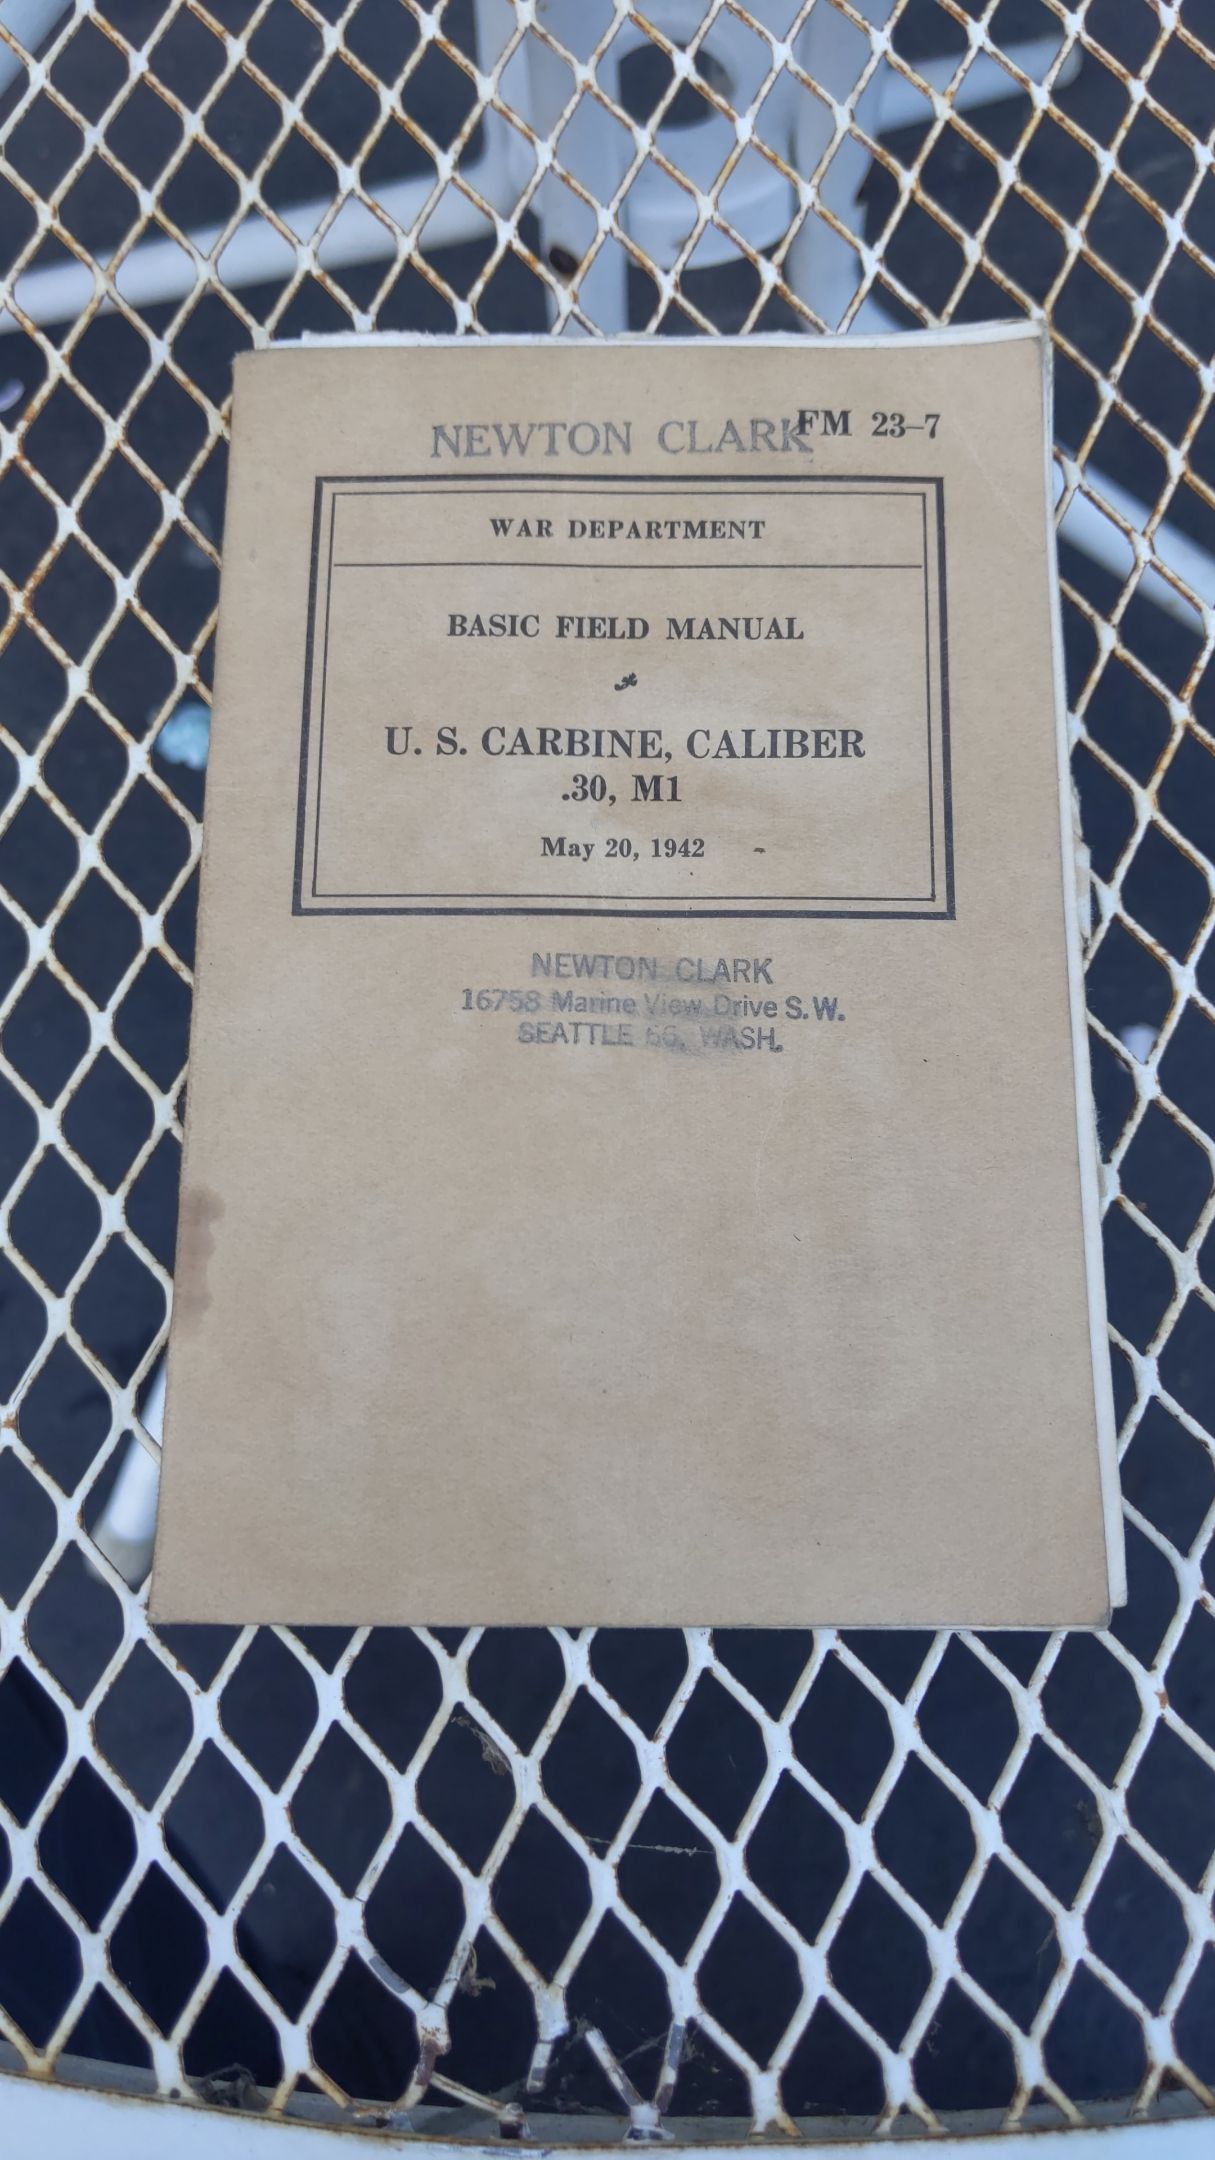 NEWTON CLARK FM 23-7
WAR DEPARTMENT
BASIC FIELD MANUAL
U. S. CARBINE, CALIBER
.30, M1
May 20, 1942
NEWTON CLARK
16758 Marine View Drive S.W.
SEATTLE 66, WASH.